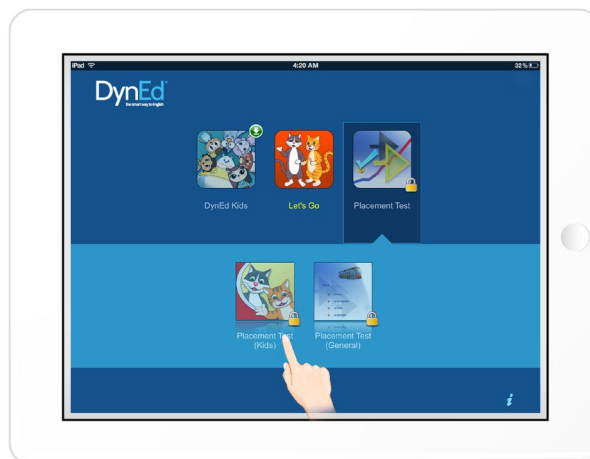 iPad
4:20 AM
32%
DynEd
the smart way to English
DynEd Kids
Let's Go
Placement Test
Placement Test
(Kids)
Placement Test
(General)
i